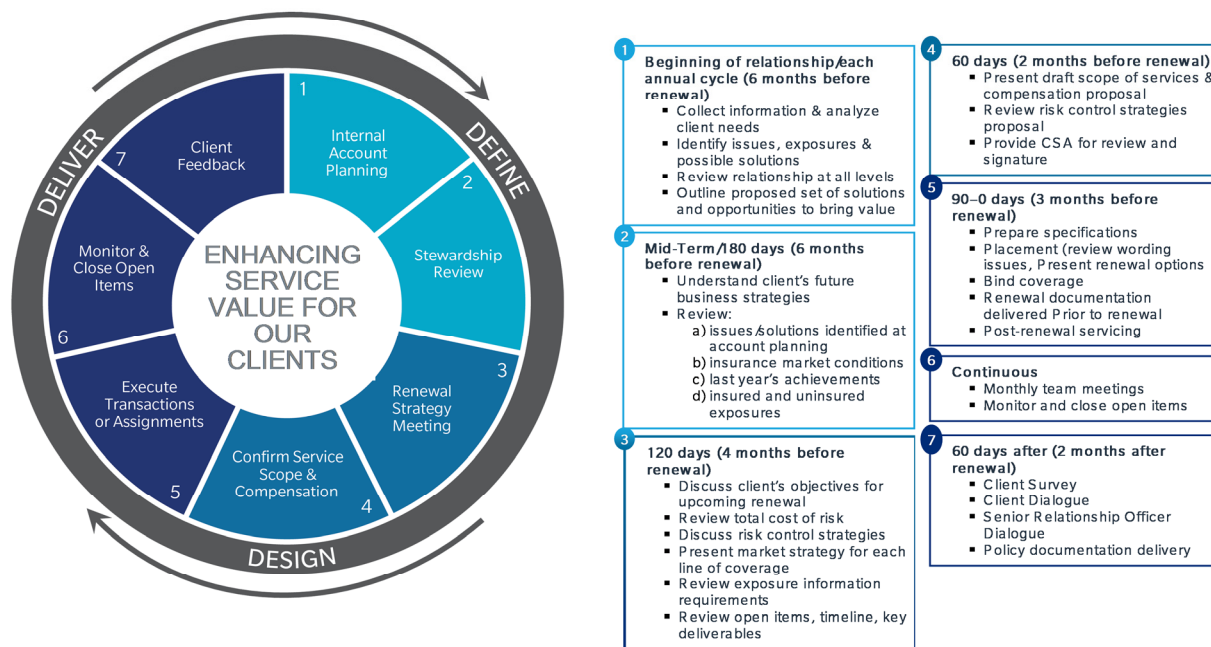 DELIVER
DEFINE
DESIGN
1
Internal
Account
Planning
2
Stewardship
Review
3
Renewal
Strategy
Meeting
Confirm Service
Scope &
Compensation
4
Execute
Transactions
or Assignments
5
Monitor &
Close Open
Items
6
7
Client
Feedback
ENHANCING
SERVICE
VALUE FOR
OUR
CLIENTS
1
Beginning of relationship/each
annual cycle (6 months before
renewal)
▪ Collect information & analyze
client needs
▪ Identify issues, exposures &
possible solutions
▪ Review relationship at all levels
▪ Outline proposed set of solutions
and opportunities to bring value
2
Mid-Term/180 days (6 months
before renewal)
▪ Understand client's future
business strategies
▪ Review:
a) issues/solutions identified at
account planning
b) insurance market conditions
c) last year's achievements
d) insured and uninsured
exposures
3
120 days (4 months before
renewal)
▪ Discuss client's objectives for
upcoming renewal
▪ Review total cost of risk
▪ Discuss risk control strategies
▪ Present market strategy for each
line of coverage
▪ Review exposure information
requirements
▪ Review open items, timeline, key
deliverables
4
60 days (2 months before renewal)
▪ Present draft scope of services &
compensation proposal
▪ Review risk control strategies
proposal
▪ Provide CSA for review and
signature
5
90–0 days (3 months before
renewal)
▪ Prepare specifications
▪ Placement (review wording
issues, Present renewal options
▪ Bind coverage
▪ Renewal documentation
delivered Prior to renewal
▪ Post-renewal servicing
6
Continuous
▪ Monthly team meetings
▪ Monitor and close open items
7
60 days after (2 months after
renewal)
▪ Client Survey
▪ Client Dialogue
▪ Senior Relationship Officer
Dialogue
▪ Policy documentation delivery